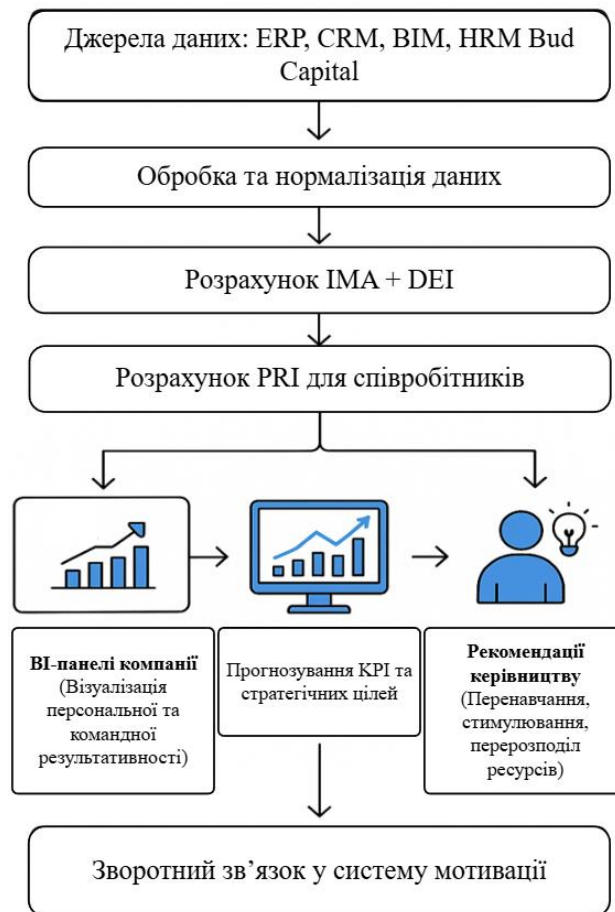 Джерела даних: ERP, CRM, BIM, HRM Bud
Capital
Обробка та нормалізація даних
Розрахунок IMA + DEI
Розрахунок PRI для співробітників
BI-панелі компанії
(Візуалізація
персональної та
командної
результативності)
Прогнозування KPI та
стратегічних цілей
Рекомендації
керівництву
(Перенавчання,
стимулювання,
перерозподіл
ресурсів)
Зворотний зв’язок у систему мотивації